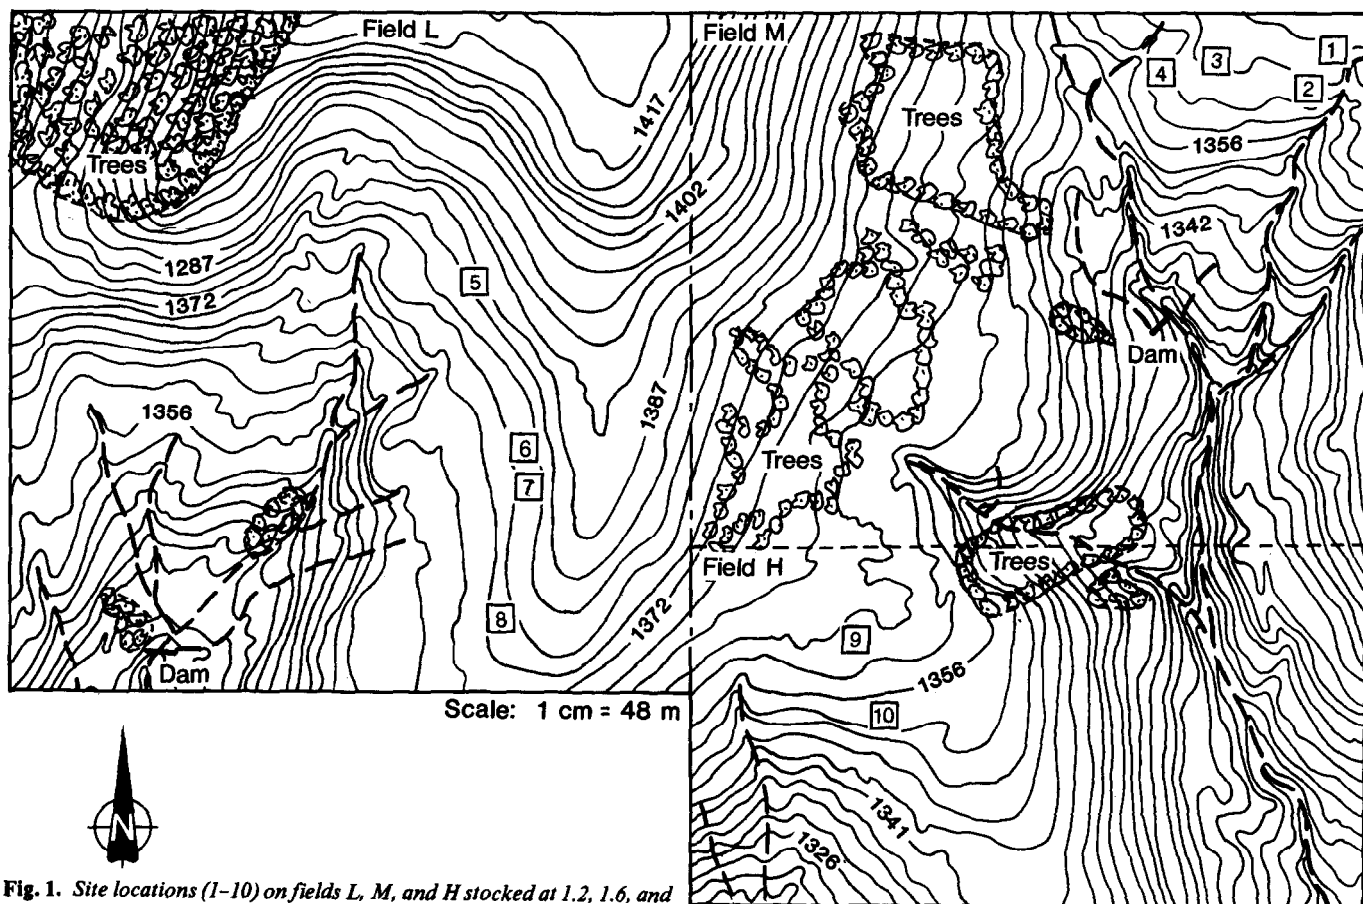 Field L
Field M
1
3
4
2
1417
Trees
Trees
1356
1402
1342
1287
5
1372
Dam
1387
1356
6
Trees
7
Trees
Field H
1372
8
9
1356
Dam
10
Scale: 1 cm = 48 m
1341
1326
N
Fig. 1. Site locations (1–10) on fields L, M, and H stocked at 1.2, 1.6, and